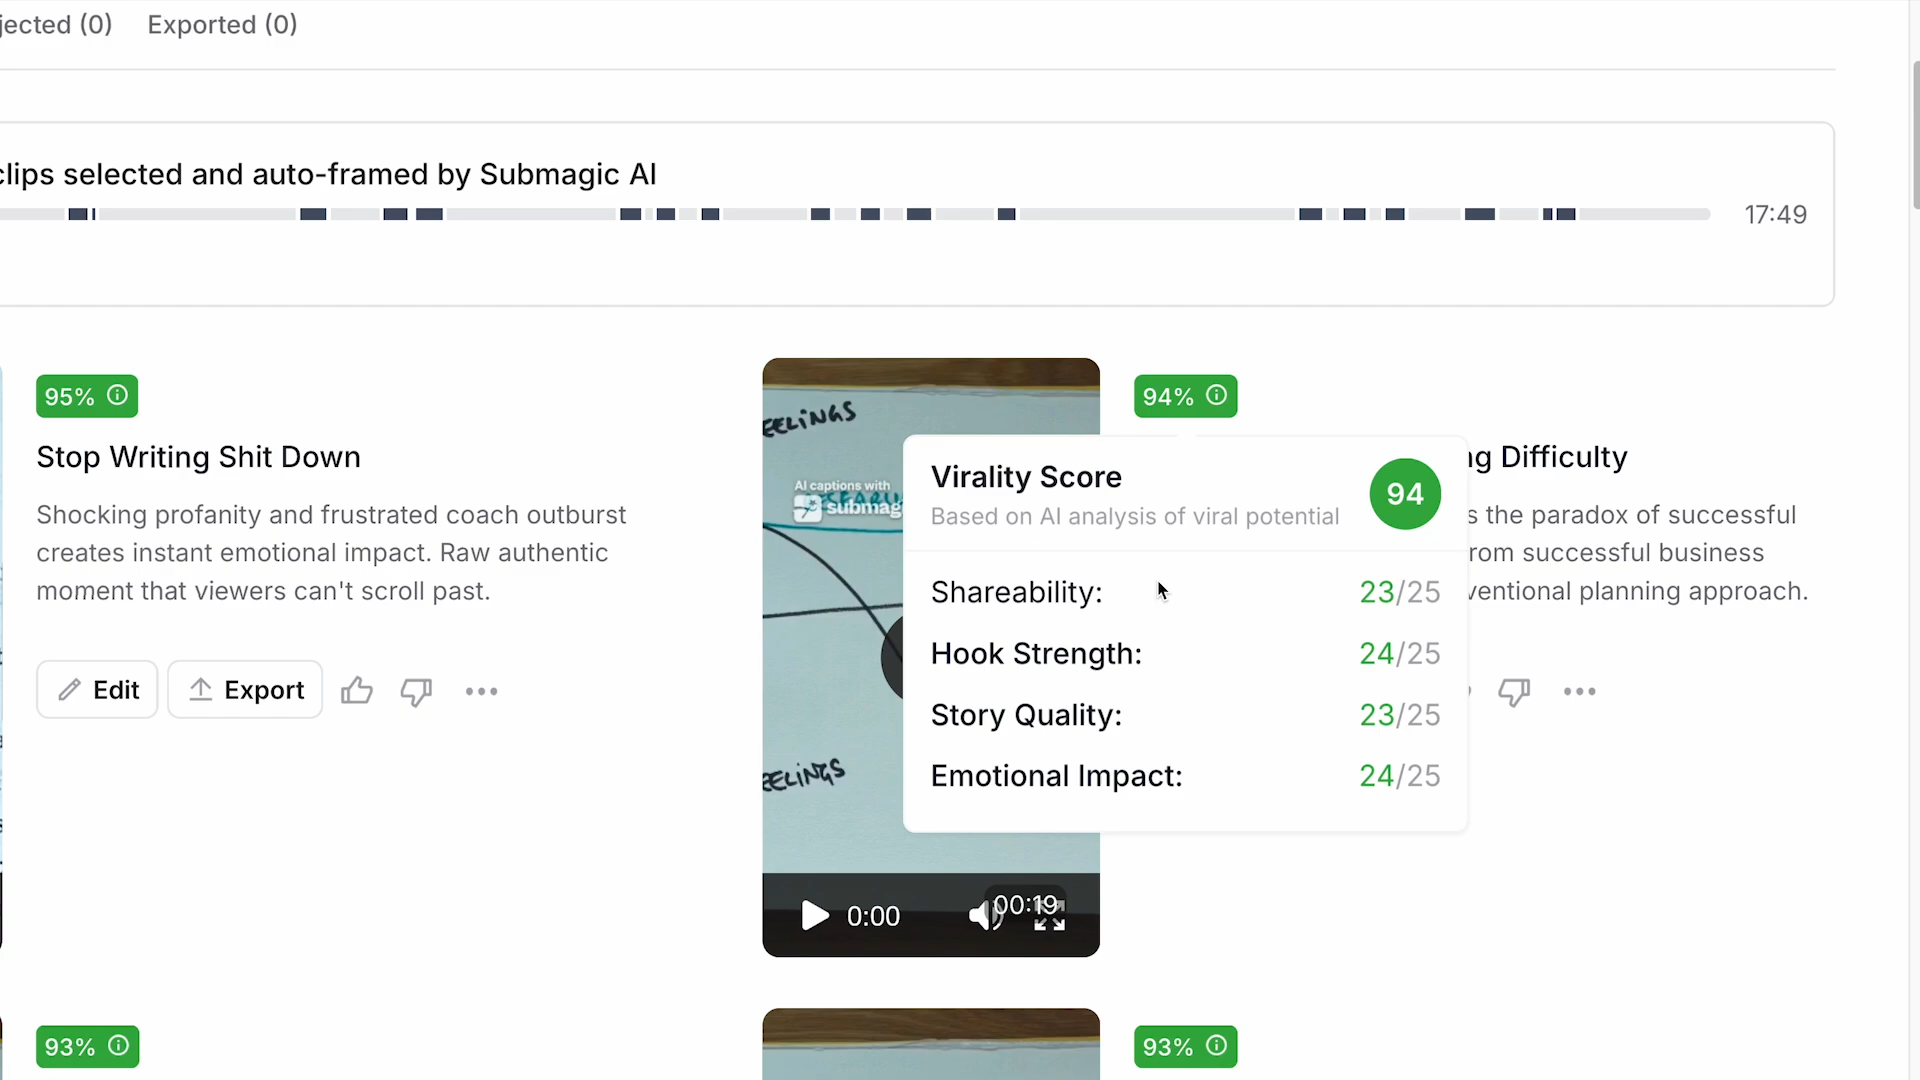 jected (0) Exported (0)
clips selected and auto-framed by Submagic AI
17:49
95%
Stop Writing Shit Down
Shocking profanity and frustrated coach outburst
creates instant emotional impact. Raw authentic
moment that viewers can't scroll past.
Edit
Export
EELINGS
AI captions with
submag
EELINGS
0:00
00:19
94%
ng Difficulty
s the paradox of successful
rom successful business
ventional planning approach.
Virality Score
Based on AI analysis of viral potential
94
Shareability: 23/25
Hook Strength: 24/25
Story Quality: 23/25
Emotional Impact: 24/25
93%
93%